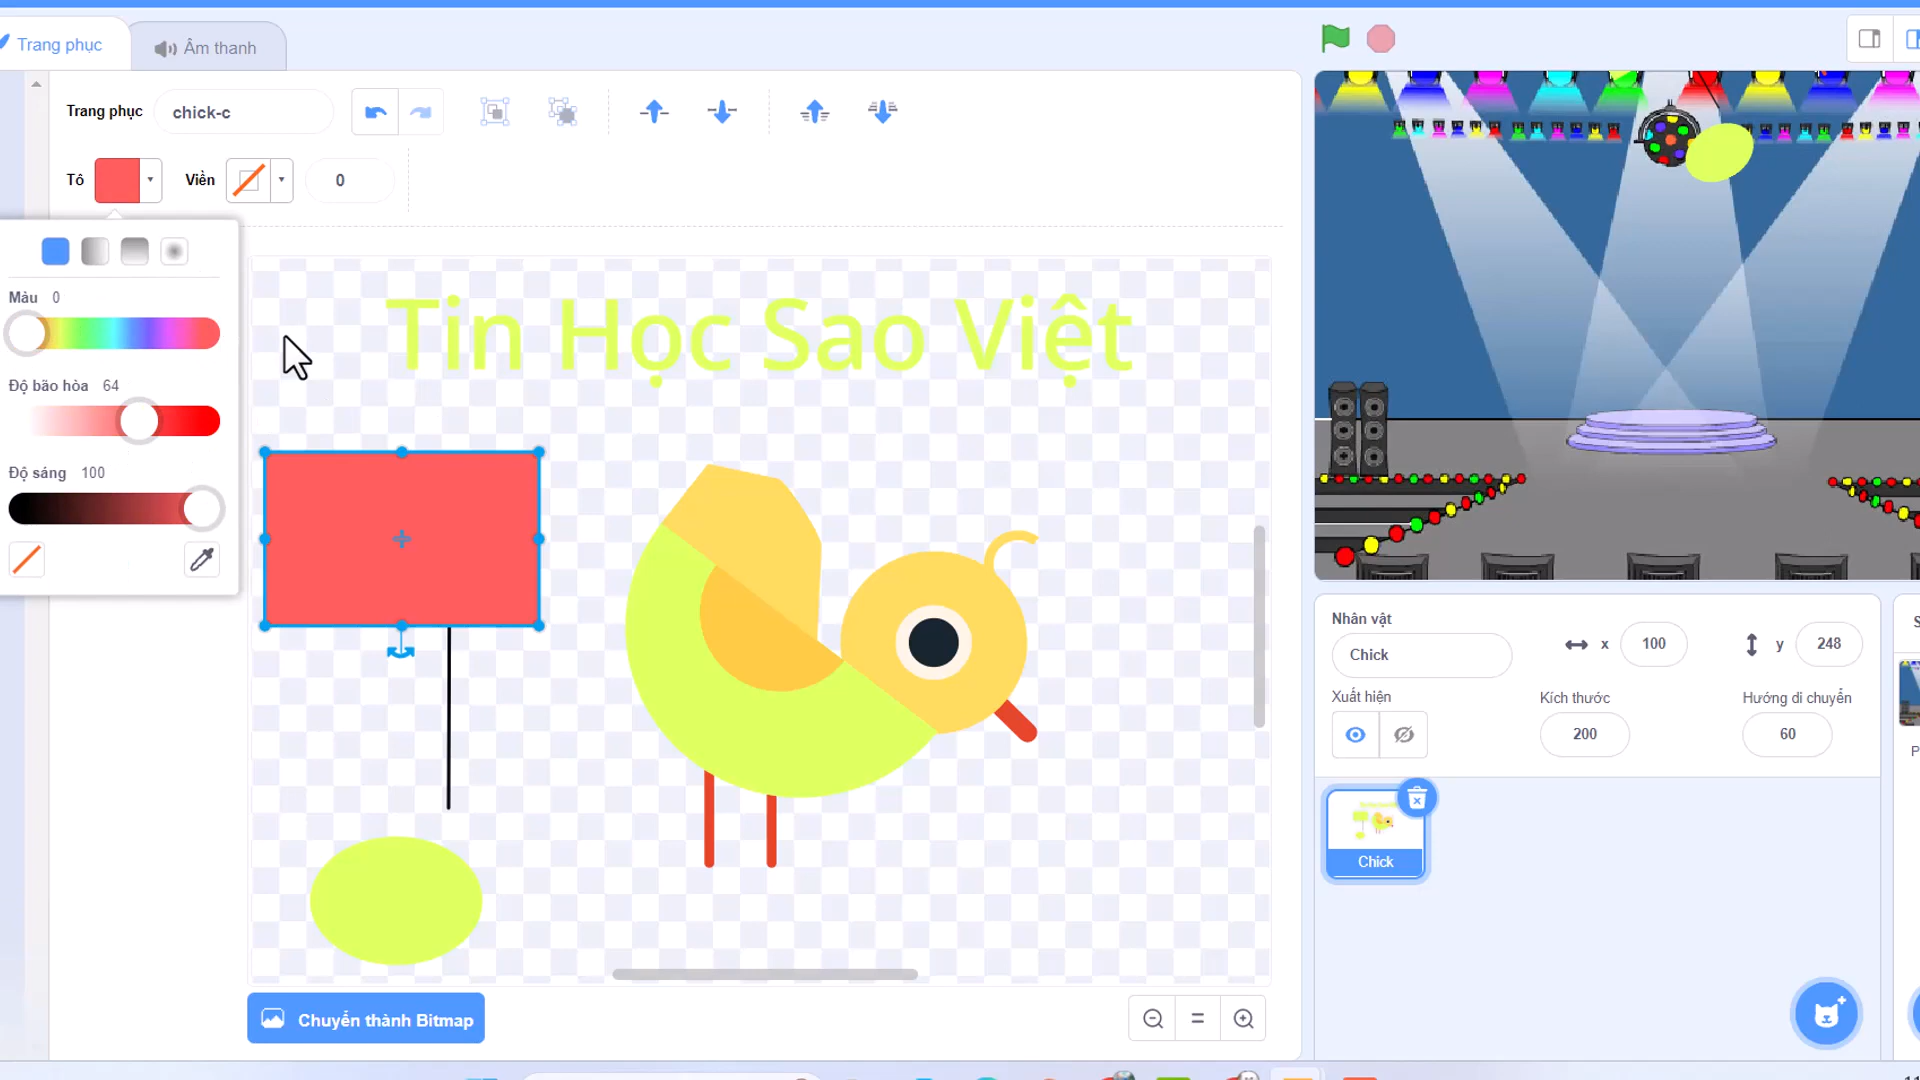 Trang phục
Âm thanh
Trang phục
chick-c
Tô
Viền
0
Màu 0
Độ bão hòa 64
Độ sáng 100
Tin Học Sao Việt
Chuyển thành Bitmap
Nhân vật
Chick
x 100
y 248
Xuất hiện
Kích thước
200
Hướng di chuyển
60
Chick